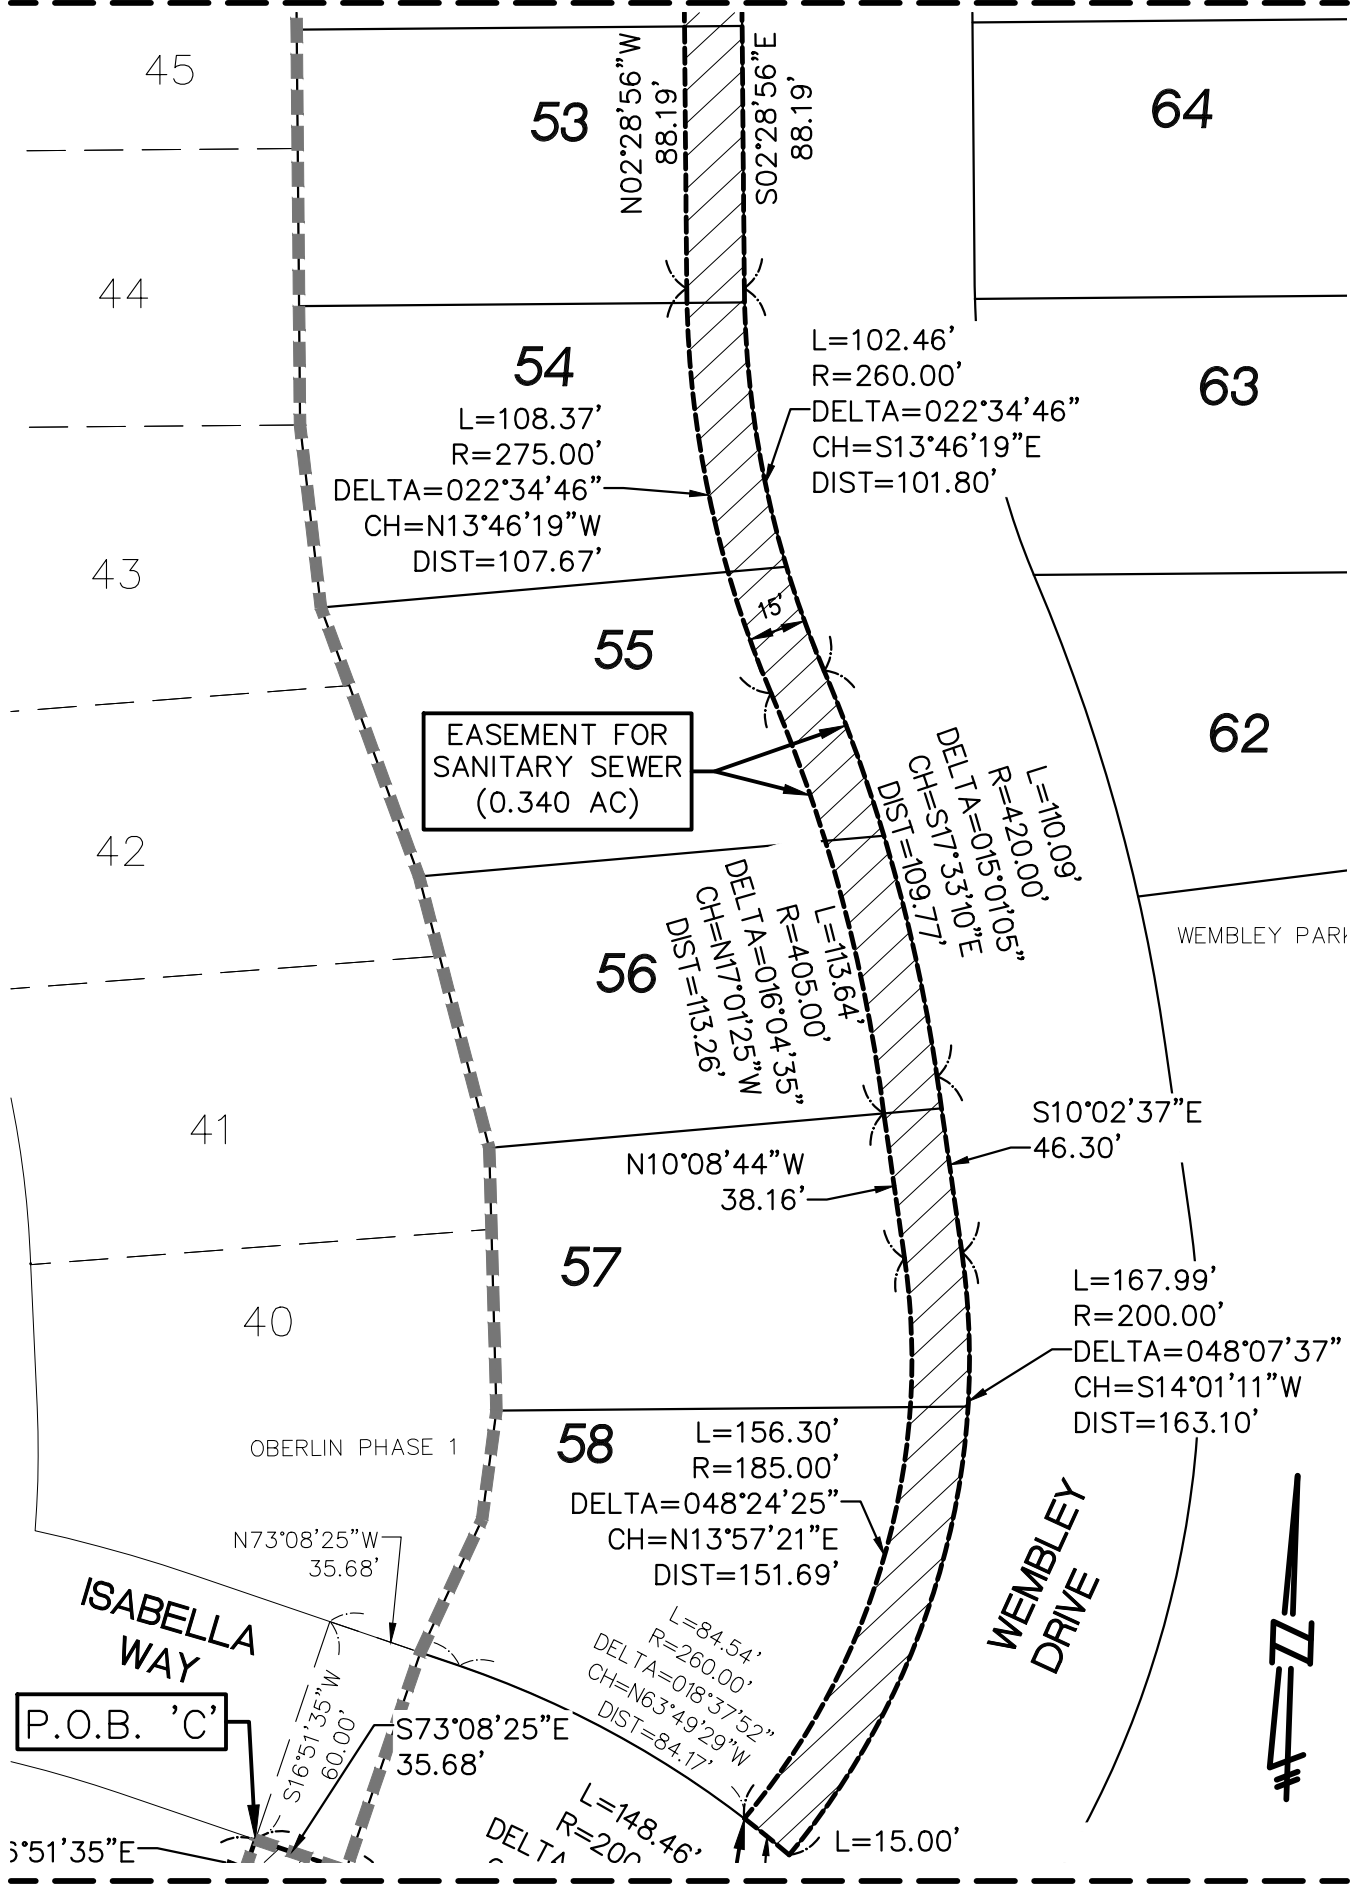 45
53
N02°28'56"W
88.19'
S02°28'56"E
88.19'
64
44
54
L=108.37'
R=275.00'
DELTA=022°34'46"
CH=N13°46'19"W
DIST=107.67'
L=102.46'
R=260.00'
DELTA=022°34'46"
CH=S13°46'19"E
DIST=101.80'
63
43
15'
55
EASEMENT FOR
SANITARY SEWER
(0.340 AC)
62
42
L=110.09'
R=420.00'
DELTA=015°01'05"
CH=S17°33'10"E
DIST=109.77'
56
L=113.64'
R=405.00'
DELTA=016°04'35"
CH=N17°01'25"W
DIST=113.26'
WEMBLEY PARK
41
S10°02'37"E
46.30'
N10°08'44"W
38.16'
57
40
L=167.99'
R=200.00'
DELTA=048°07'37"
CH=S14°01'11"W
DIST=163.10'
OBERLIN PHASE 1
58
L=156.30'
R=185.00'
DELTA=048°24'25"
CH=N13°57'21"E
DIST=151.69'
N73°08'25"W
35.68'
ISABELLA
WAY
WEMBLEY
DRIVE
L=84.54'
R=260.00'
DELTA=018°37'52"
CH=N63°49'29"W
DIST=84.17'
P.O.B. 'C'
S16°51'35"W
60.00'
S73°08'25"E
35.68'
L=148.46'
R=200
DELTA
6°51'35"E
L=15.00'
N